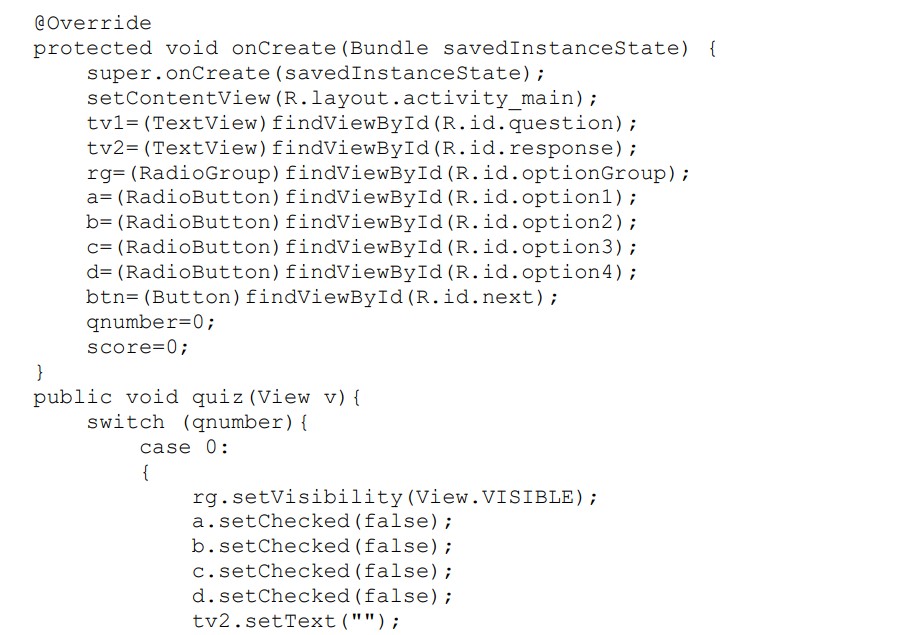 @Override
protected void onCreate(Bundle savedInstanceState) {
    super.onCreate(savedInstanceState);
    setContentView(R.layout.activity_main);
    tv1=(TextView)findViewById(R.id.question);
    tv2=(TextView)findViewById(R.id.response);
    rg=(RadioGroup)findViewById(R.id.optionGroup);
    a=(RadioButton)findViewById(R.id.option1);
    b=(RadioButton)findViewById(R.id.option2);
    c=(RadioButton)findViewById(R.id.option3);
    d=(RadioButton)findViewById(R.id.option4);
    btn=(Button)findViewById(R.id.next);
    qnumber=0;
    score=0;
}
public void quiz(View v){
    switch (qnumber){
        case 0:
        {
            rg.setVisibility(View.VISIBLE);
            a.setChecked(false);
            b.setChecked(false);
            c.setChecked(false);
            d.setChecked(false);
            tv2.setText("");